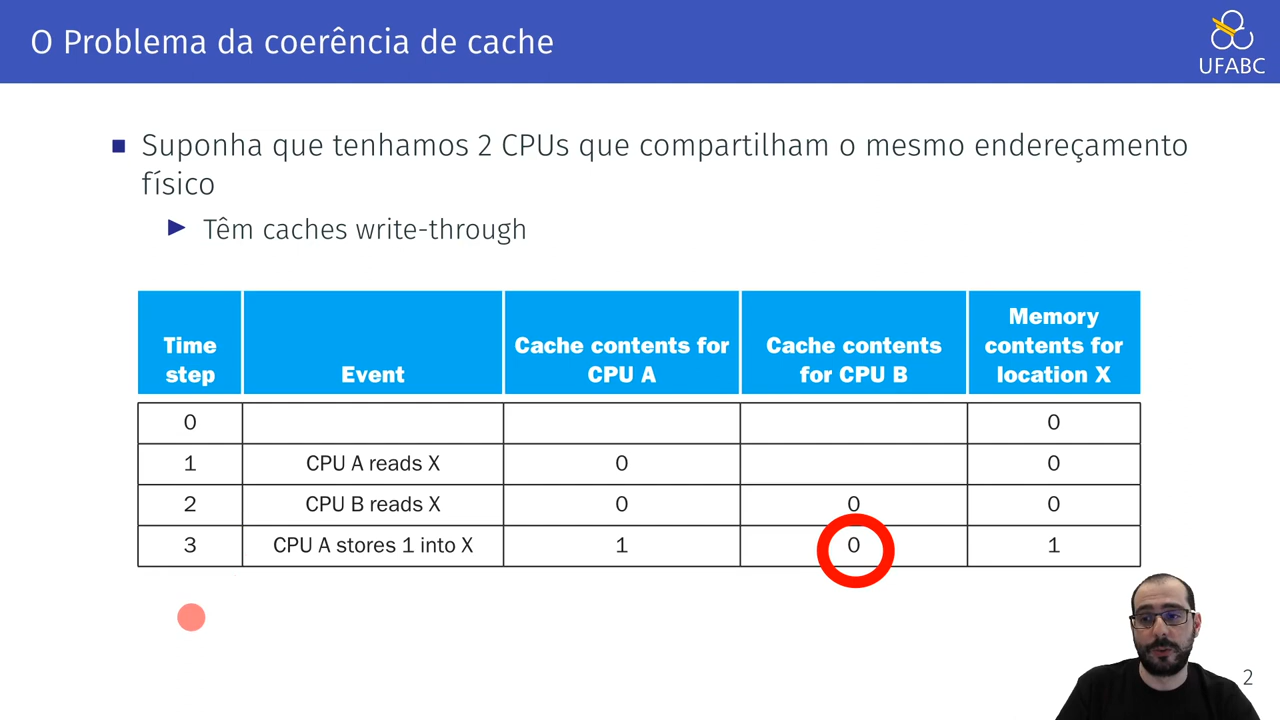 O Problema da coerência de cache
UFABC
Suponha que tenhamos 2 CPUs que compartilham o mesmo endereçamento
físico
Têm caches write-through
Time step Event Cache contents for CPU A Cache contents for CPU B Memory contents for location X
0 0
1 CPU A reads X 0 0
2 CPU B reads X 0 0 0
3 CPU A stores 1 into X 1 0 1
2